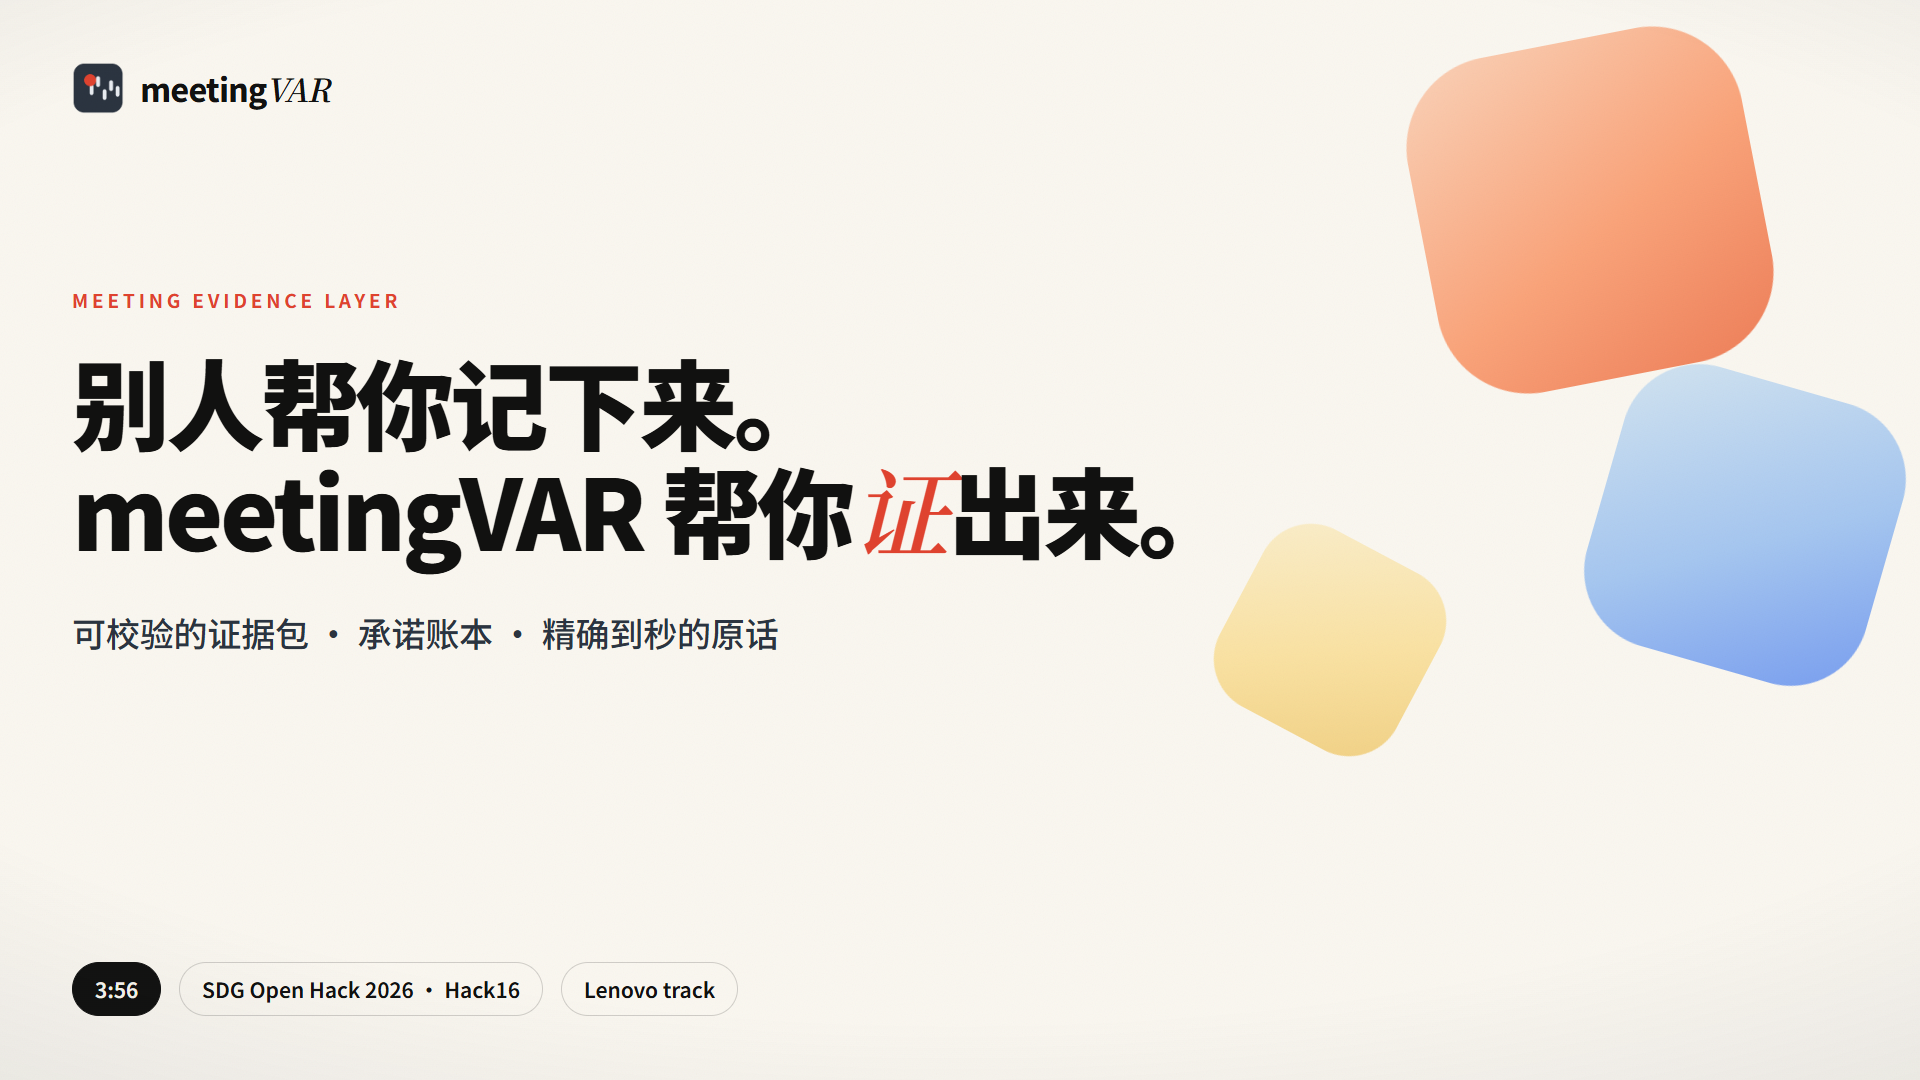 meetingVAR
MEETING EVIDENCE LAYER
别人帮你记下来。
meetingVAR 帮你证出来。
可校验的证据包 · 承诺账本 · 精确到秒的原话
3:56
SDG Open Hack 2026 · Hack16
Lenovo track